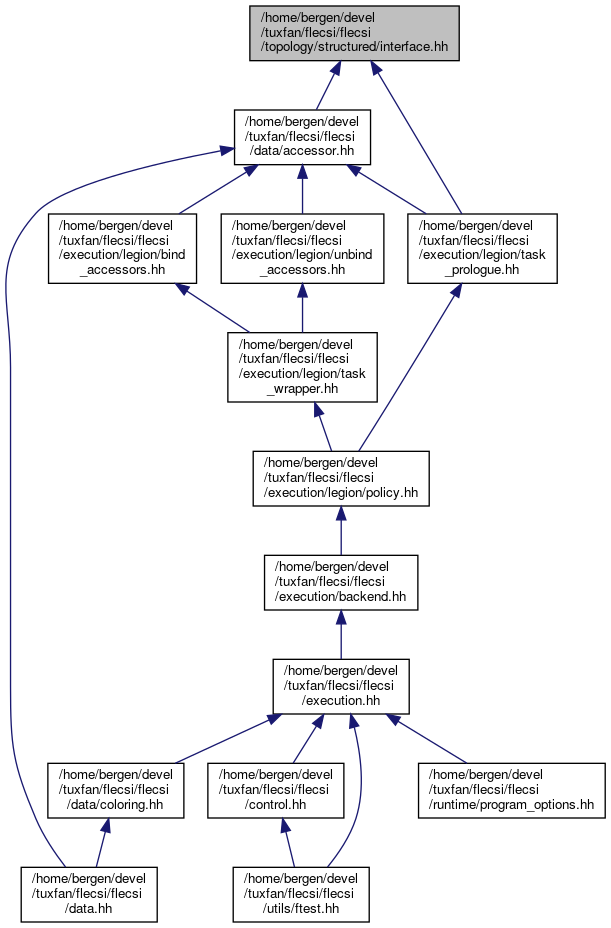 /home/bergen/devel
/tuxfan/flecsi/flecsi
/topology/structured/interface.hh
/home/bergen/devel
/tuxfan/flecsi/flecsi
/data/accessor.hh
/home/bergen/devel
/tuxfan/flecsi/flecsi
/execution/legion/bind
_accessors.hh
/home/bergen/devel
/tuxfan/flecsi/flecsi
/execution/legion/unbind
_accessors.hh
/home/bergen/devel
/tuxfan/flecsi/flecsi
/execution/legion/task
_prologue.hh
/home/bergen/devel
/tuxfan/flecsi/flecsi
/execution/legion/task
_wrapper.hh
/home/bergen/devel
/tuxfan/flecsi/flecsi
/execution/legion/policy.hh
/home/bergen/devel
/tuxfan/flecsi/flecsi
/execution/backend.hh
/home/bergen/devel
/tuxfan/flecsi/flecsi
/execution.hh
/home/bergen/devel
/tuxfan/flecsi/flecsi
/data/coloring.hh
/home/bergen/devel
/tuxfan/flecsi/flecsi
/control.hh
/home/bergen/devel
/tuxfan/flecsi/flecsi
/runtime/program_options.hh
/home/bergen/devel
/tuxfan/flecsi/flecsi
/data.hh
/home/bergen/devel
/tuxfan/flecsi/flecsi
/utils/ftest.hh